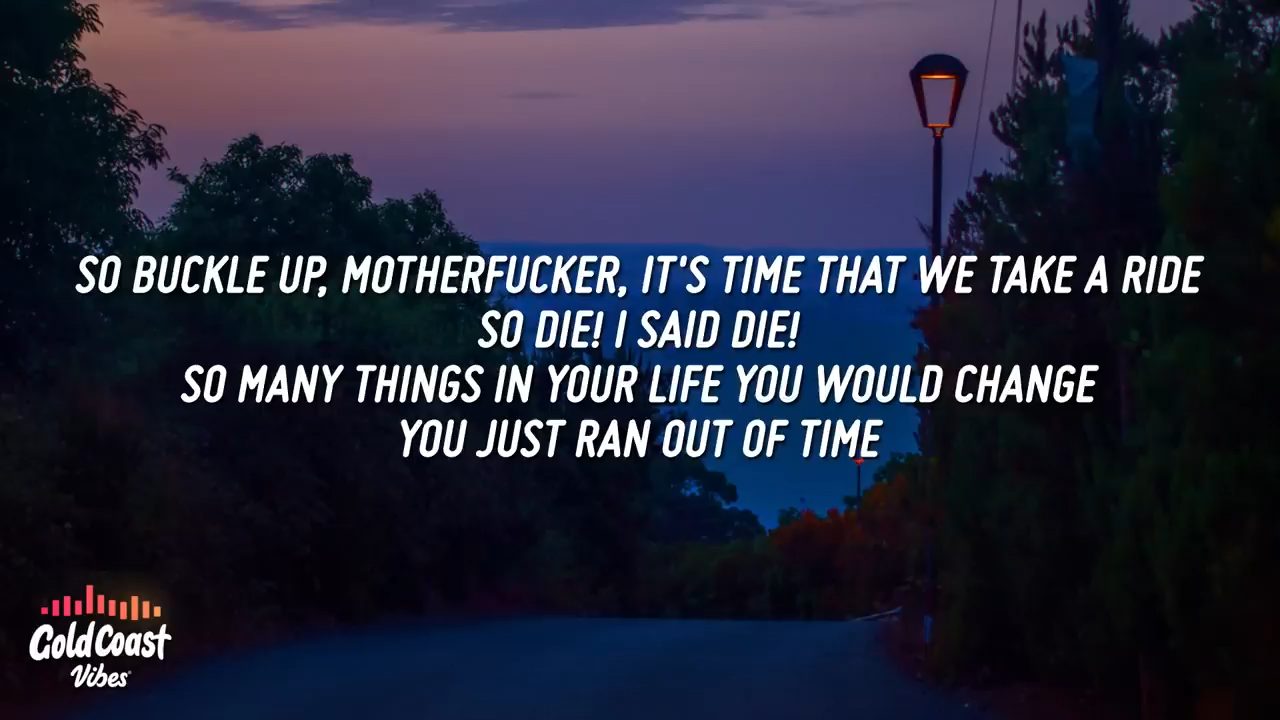 SO BUCKLE UP, MOTHERFUCKER, IT'S TIME THAT WE TAKE A RIDE
SO DIE! I SAID DIE!
SO MANY THINGS IN YOUR LIFE YOU WOULD CHANGE
YOU JUST RAN OUT OF TIME
Gold Coast
Vibes